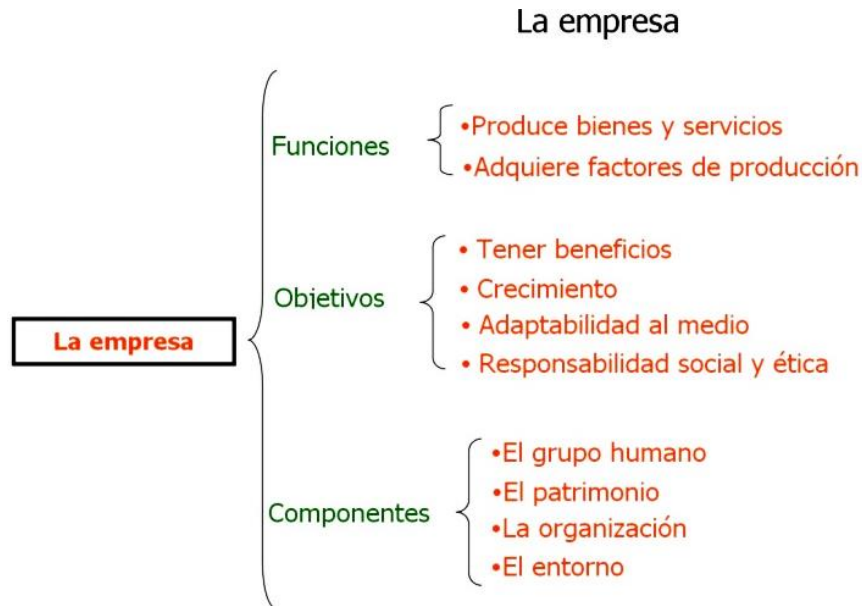 La empresa
La empresa
Funciones
•Produce bienes y servicios
•Adquiere factores de producción
Objetivos
• Tener beneficios
• Crecimiento
• Adaptabilidad al medio
• Responsabilidad social y ética
Componentes
•El grupo humano
•El patrimonio
•La organización
•El entorno